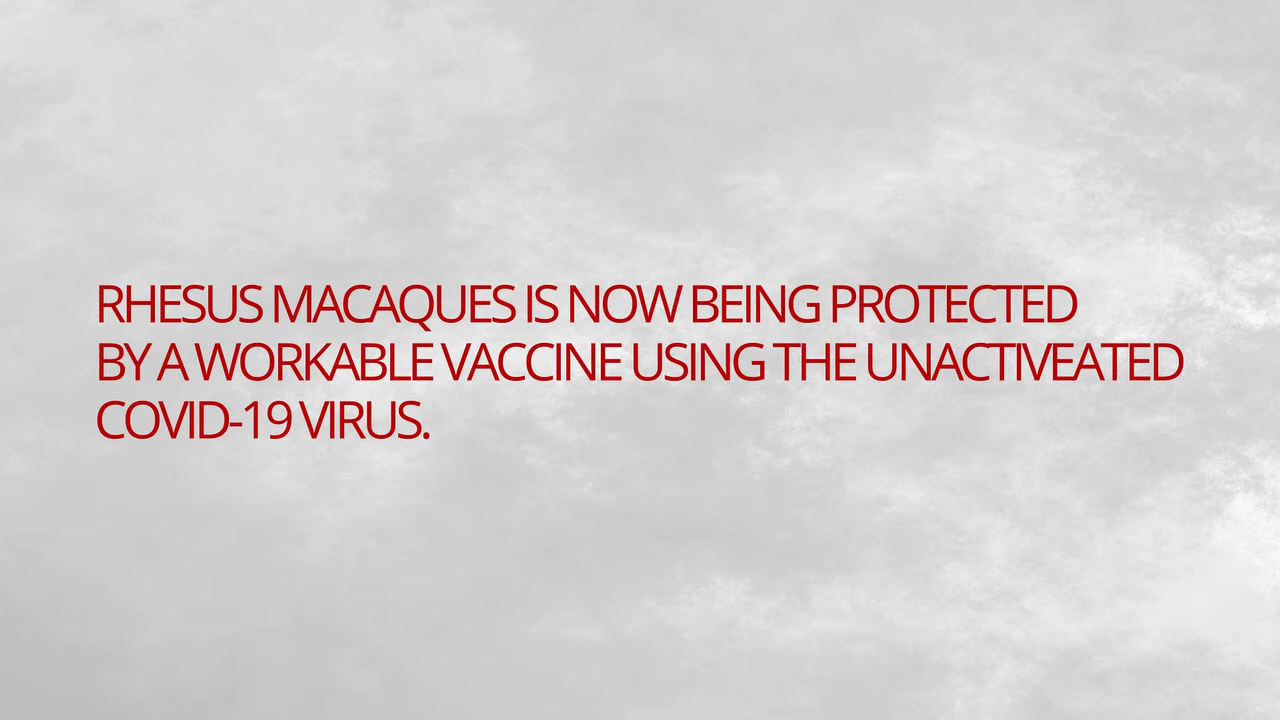 RHESUS MACAQUES IS NOW BEING PROTECTED
BY A WORKABLE VACCINE USING THE UNACTIVEATED
COVID-19 VIRUS.